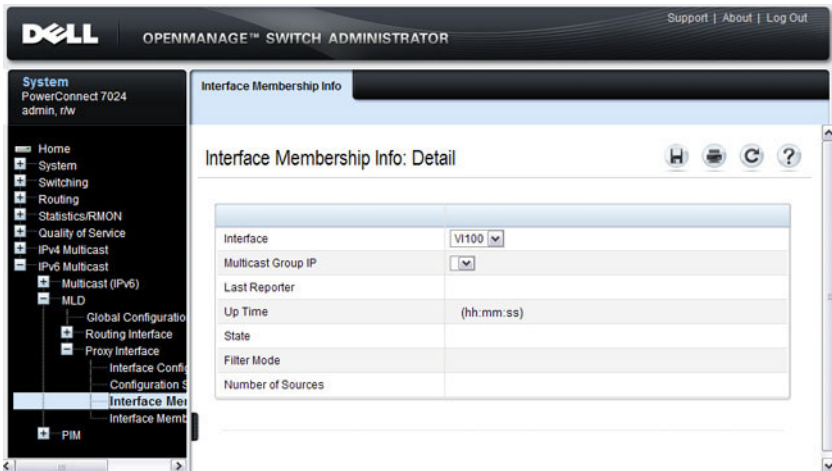 Support | About | Log Out
DELL
OPENMANAGE™ SWITCH ADMINISTRATOR
System
PowerConnect 7024
admin, r/w
Home
System
Switching
Routing
Statistics/RMON
Quality of Service
IPv4 Multicast
IPv6 Multicast
Multicast (IPv6)
MLD
Global Configuratio
Routing Interface
Proxy Interface
Interface Config
Configuration S
Interface Mem
Interface Memb
PIM
Interface Membership Info
Interface Membership Info: Detail
Interface VI100
Multicast Group IP
Last Reporter
Up Time (hh:mm:ss)
State
Filter Mode
Number of Sources